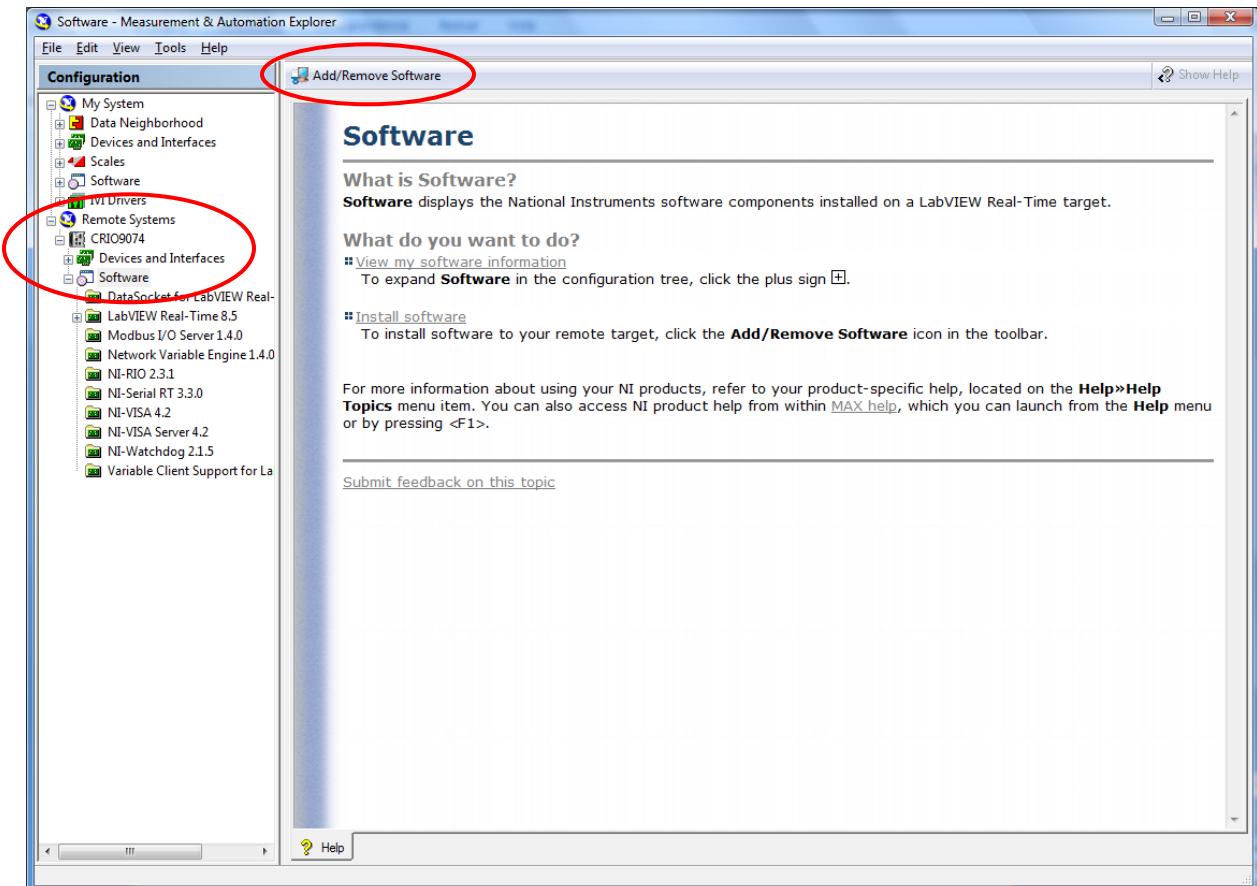 Software - Measurement & Automation Explorer
File Edit View Tools Help
Configuration
Add/Remove Software
Show Help
My System
Data Neighborhood
Devices and Interfaces
Scales
Software
IVI Drivers
Remote Systems
CRIO9074
Devices and Interfaces
Software
DataSocket for LabVIEW Real-
LabVIEW Real-Time 8.5
Modbus I/O Server 1.4.0
Network Variable Engine 1.4.0
NI-RIO 2.3.1
NI-Serial RT 3.3.0
NI-VISA 4.2
NI-VISA Server 4.2
NI-Watchdog 2.1.5
Variable Client Support for La
Software
What is Software?
Software displays the National Instruments software components installed on a LabVIEW Real-Time target.
What do you want to do?
View my software information
To expand Software in the configuration tree, click the plus sign ⊞.
Install software
To install software to your remote target, click the Add/Remove Software icon in the toolbar.
For more information about using your NI products, refer to your product-specific help, located on the Help»Help
Topics menu item. You can also access NI product help from within MAX help, which you can launch from the Help menu
or by pressing <F1>.
Submit feedback on this topic
Help